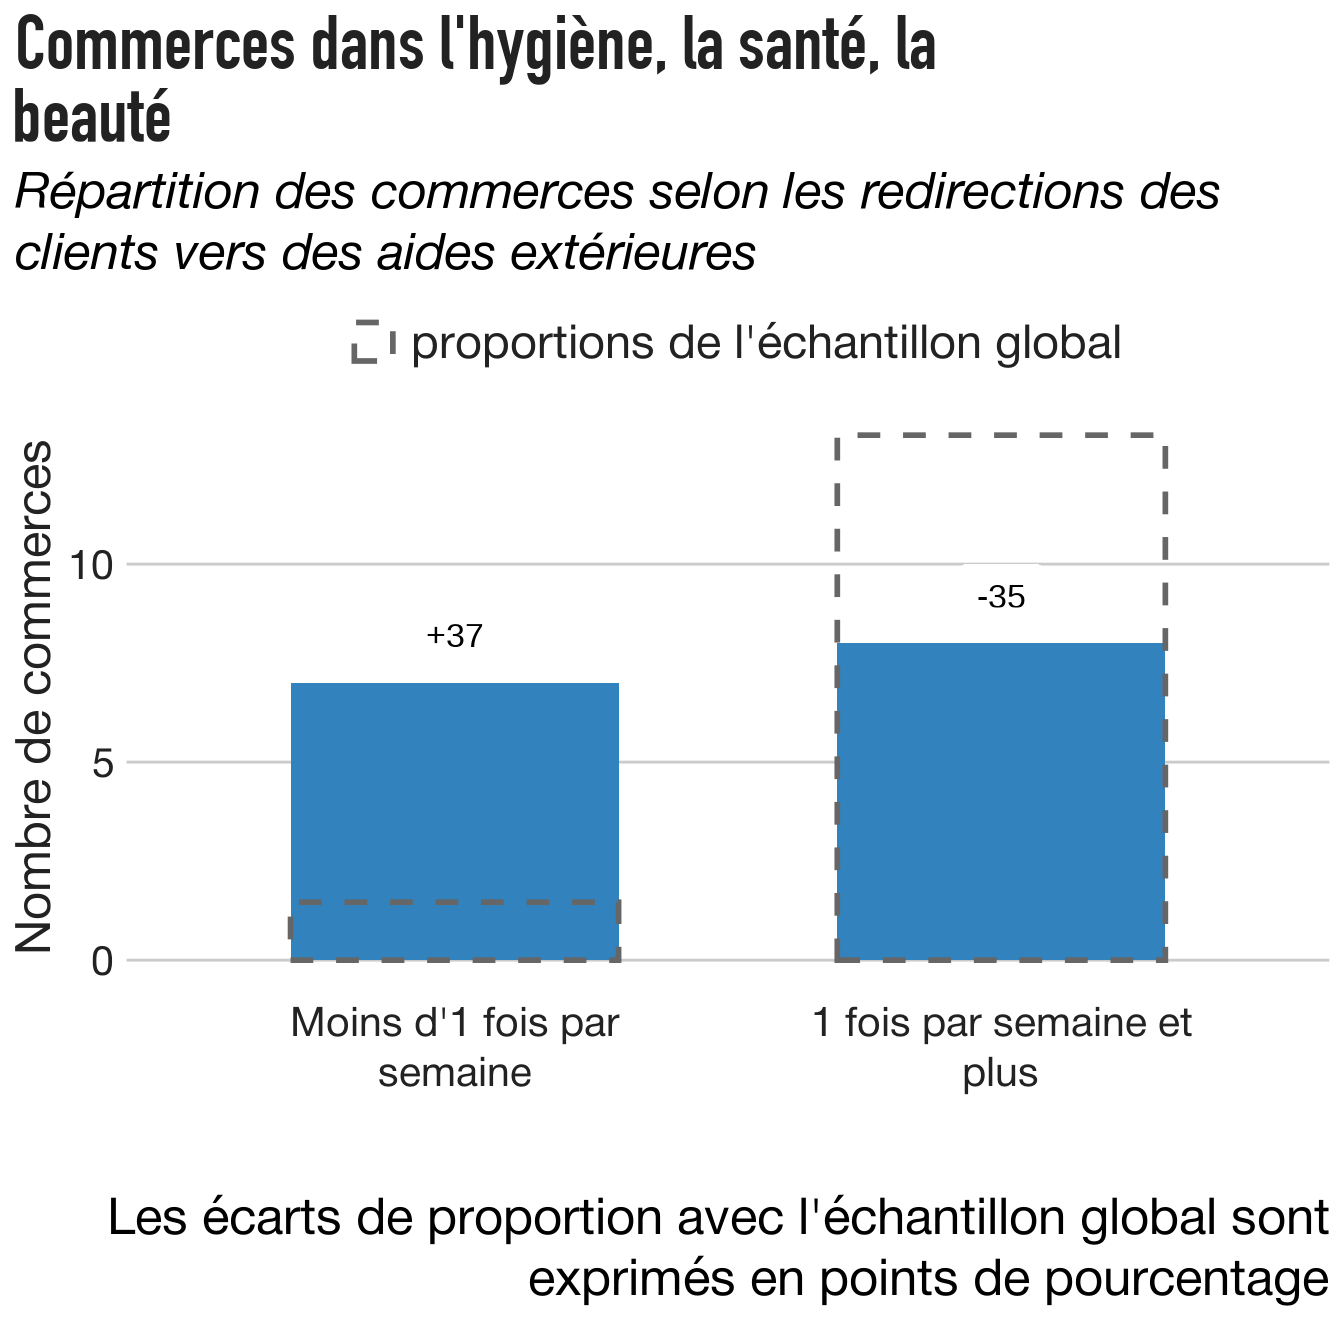 Commerces dans l'hygiène, la santé, la
beauté
Répartition des commerces selon les redirections des
clients vers des aides extérieures
proportions de l'échantillon global
Nombre de commerces
10
5
0
+37
-35
Moins d'1 fois par
semaine
1 fois par semaine et
plus
Les écarts de proportion avec l'échantillon global sont
exprimés en points de pourcentage